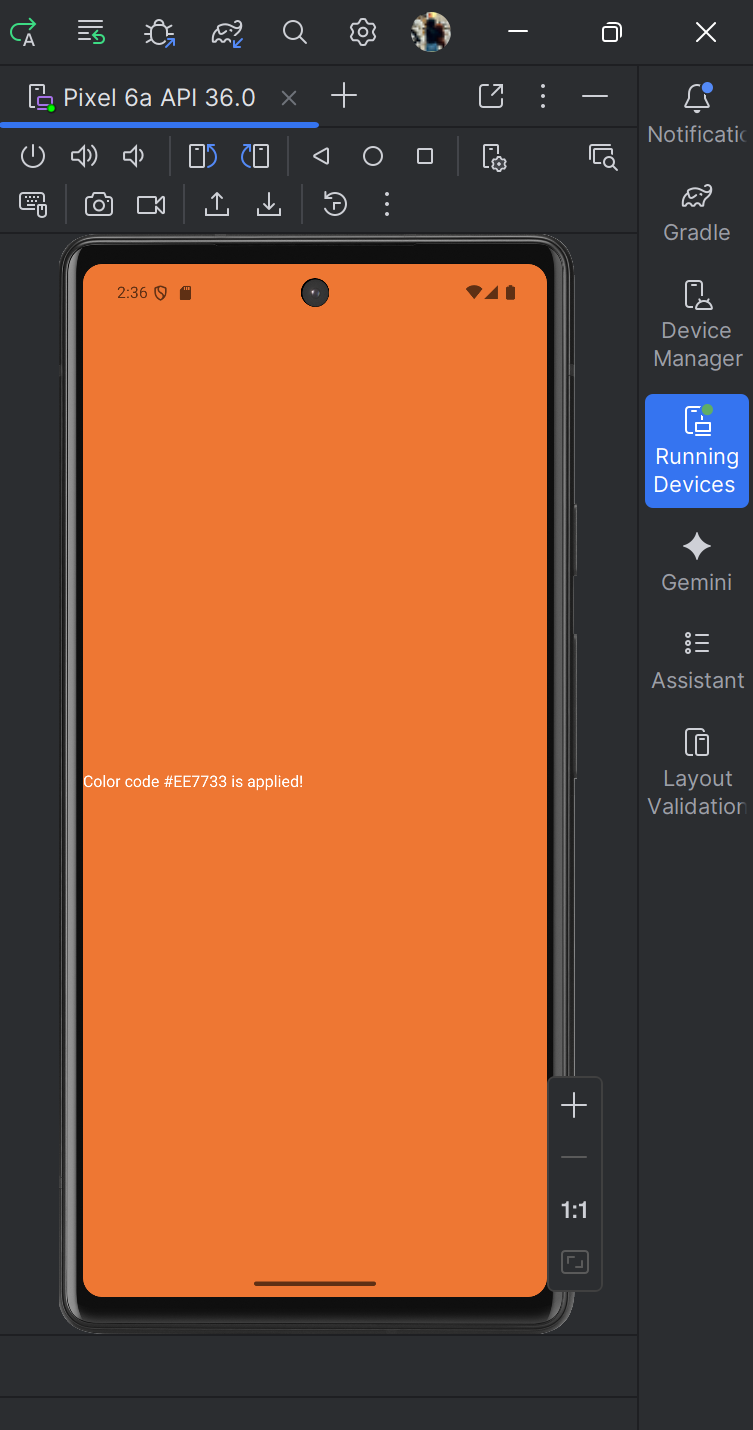 A
Pixel 6a API 36.0
Notificatio
Gradle
Device
Manager
Running
Devices
Gemini
Assistant
Layout
Validation
2:36
Color code #EE7733 is applied!
1:1